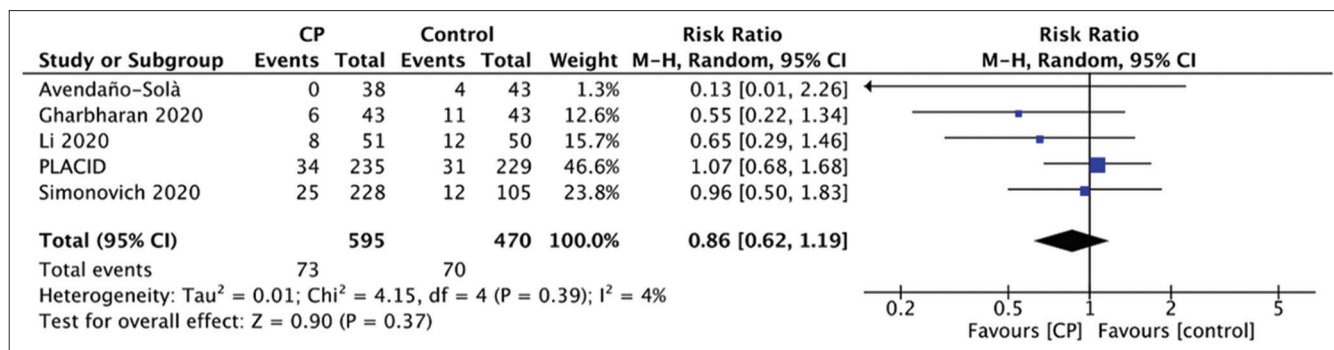 CP Control Risk Ratio Risk Ratio
Study or Subgroup Events Total Events Total Weight M-H, Random, 95% CI M-H, Random, 95% CI
Avendaño-Solà 0 38 4 43 1.3% 0.13 [0.01, 2.26]
Gharbharan 2020 6 43 11 43 12.6% 0.55 [0.22, 1.34]
Li 2020 8 51 12 50 15.7% 0.65 [0.29, 1.46]
PLACID 34 235 31 229 46.6% 1.07 [0.68, 1.68]
Simonovich 2020 25 228 12 105 23.8% 0.96 [0.50, 1.83]
Total (95% CI) 595 470 100.0% 0.86 [0.62, 1.19]
Total events 73 70
Heterogeneity: Tau² = 0.01; Chi² = 4.15, df = 4 (P = 0.39); I² = 4%
Test for overall effect: Z = 0.90 (P = 0.37)
0.2 0.5 1 2 5
Favours [CP] Favours [control]